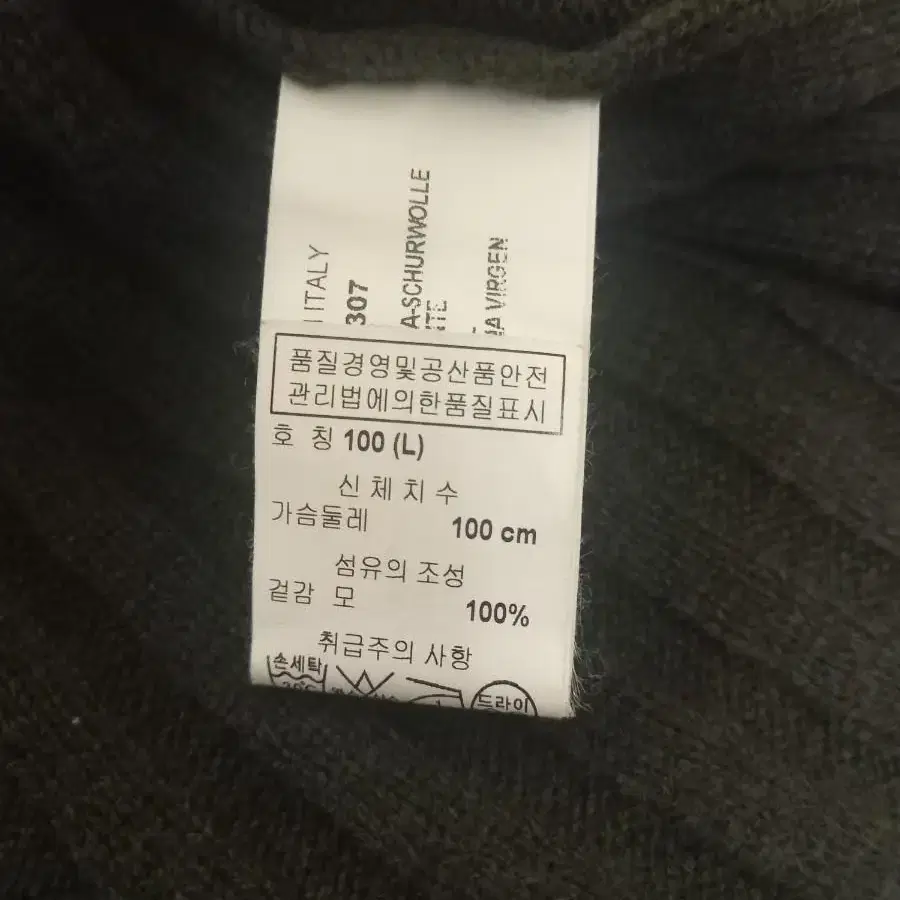 ITALY
307
A-SCHURWOLLE
NA VIRGEN
품질경영및공산품안전
관리법에의한품질표시
호 칭 100 (L)
신 체 치 수
가슴둘레 100 cm
섬유의 조성
겉감 모 100%
취급주의 사항
손세탁
드라이